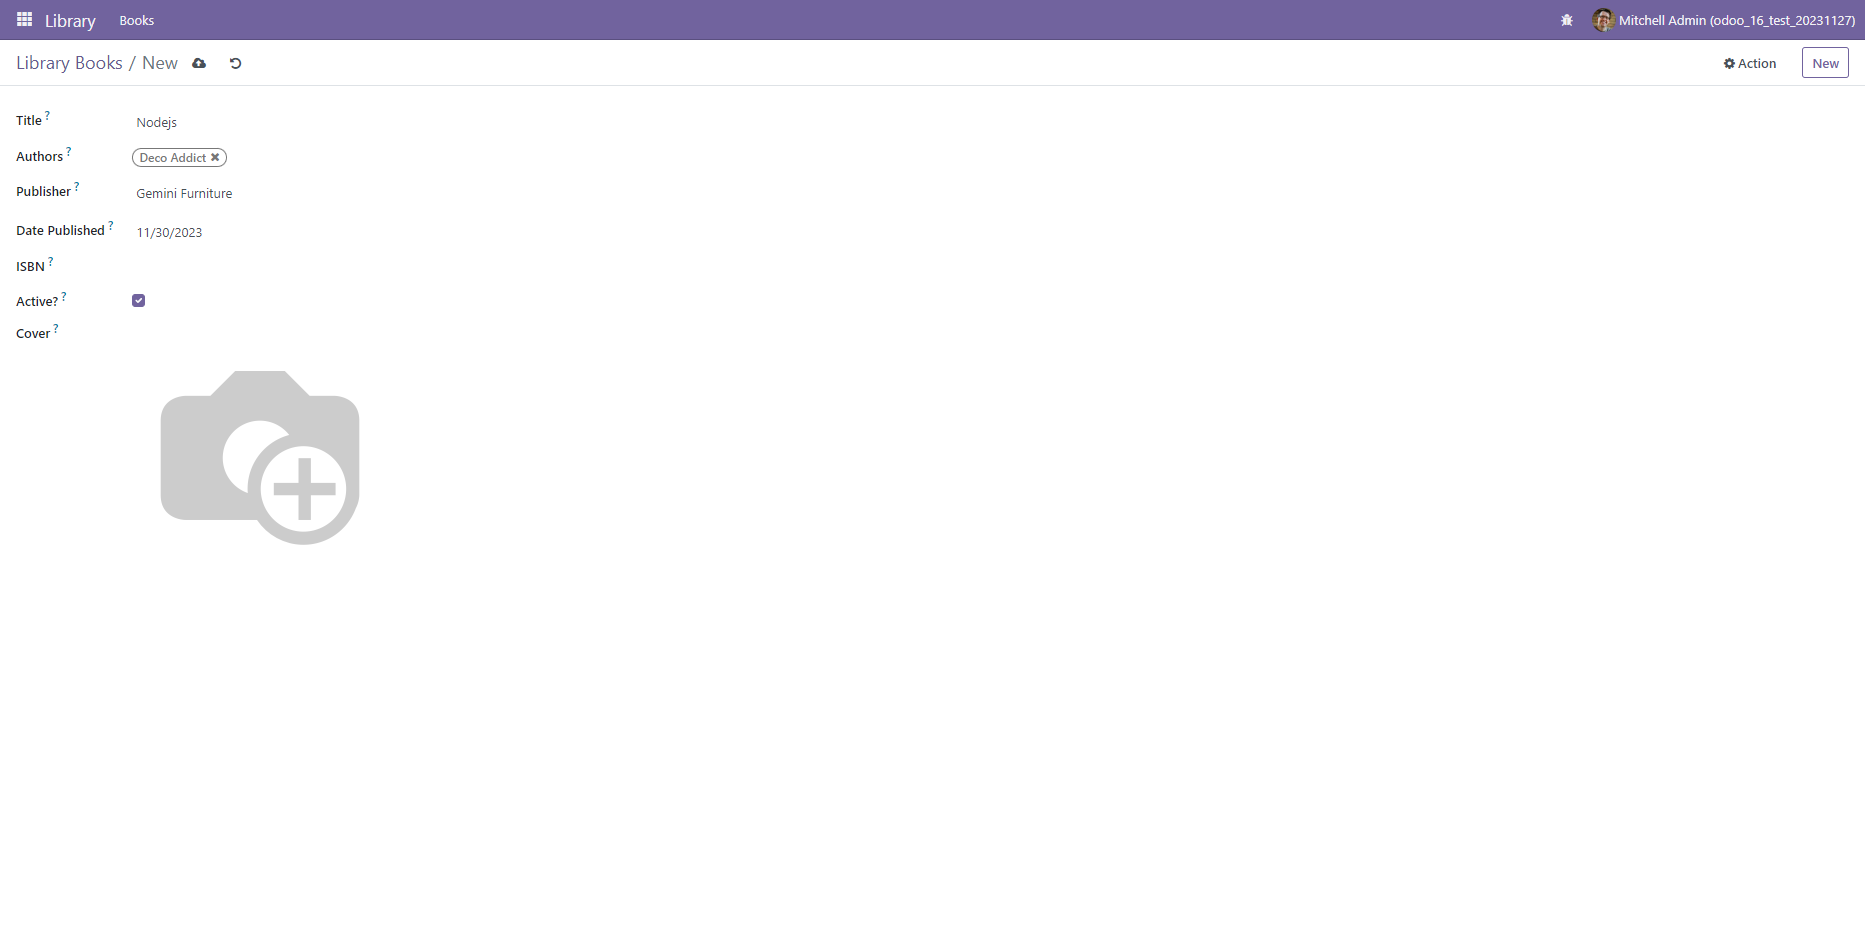 Library Books Mitchell Admin (odoo_16_test_20231127)
Library Books / New Action New
Title ? Nodejs
Authors ? Deco Addict ✖
Publisher ? Gemini Furniture
Date Published ? 11/30/2023
ISBN ?
Active? ?
Cover ?